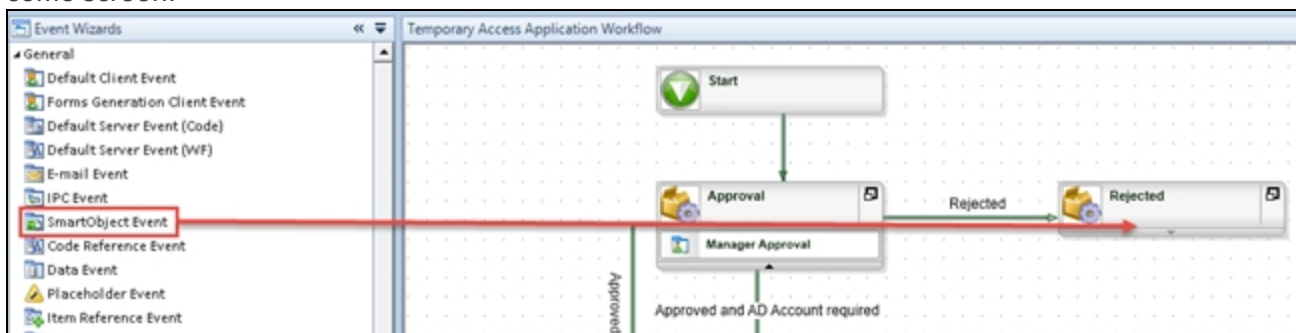 some screen.
Event Wizards
Temporary Access Application Workflow
General
Default Client Event
Forms Generation Client Event
Default Server Event (Code)
Default Server Event (WF)
E-mail Event
IPC Event
SmartObject Event
Code Reference Event
Data Event
Placeholder Event
Item Reference Event
Start
Approval
Manager Approval
Rejected
Rejected
Approved
Approved and AD Account required